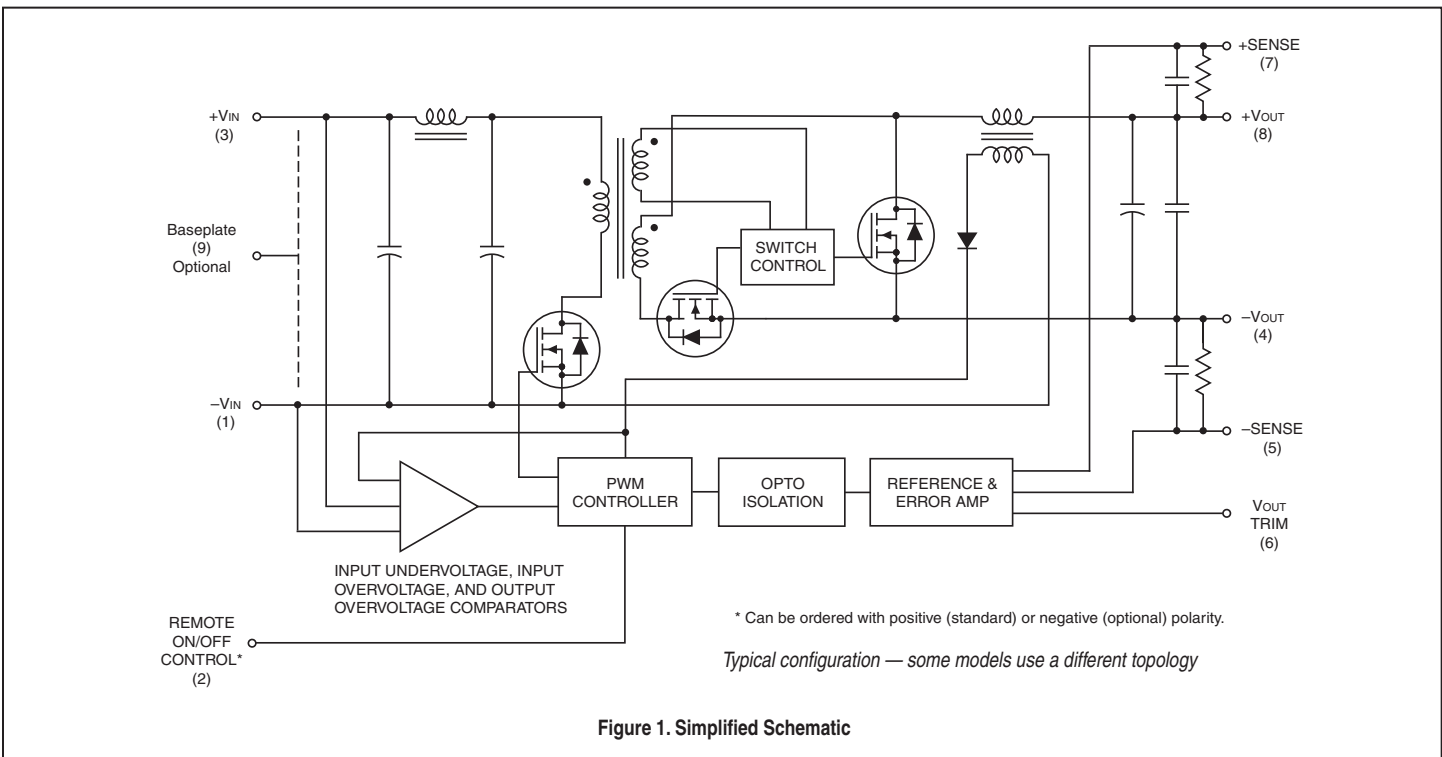 +SENSE
(7)
+VIN
(3)
+VOUT
(8)
Baseplate
(9)
Optional
SWITCH
CONTROL
–VOUT
(4)
–VIN
(1)
–SENSE
(5)
PWM
CONTROLLER
OPTO
ISOLATION
REFERENCE &
ERROR AMP
VOUT
TRIM
(6)
INPUT UNDERVOLTAGE, INPUT
OVERVOLTAGE, AND OUTPUT
OVERVOLTAGE COMPARATORS
REMOTE
ON/OFF
CONTROL*
(2)
* Can be ordered with positive (standard) or negative (optional) polarity.
Typical configuration — some models use a different topology
Figure 1. Simplified Schematic